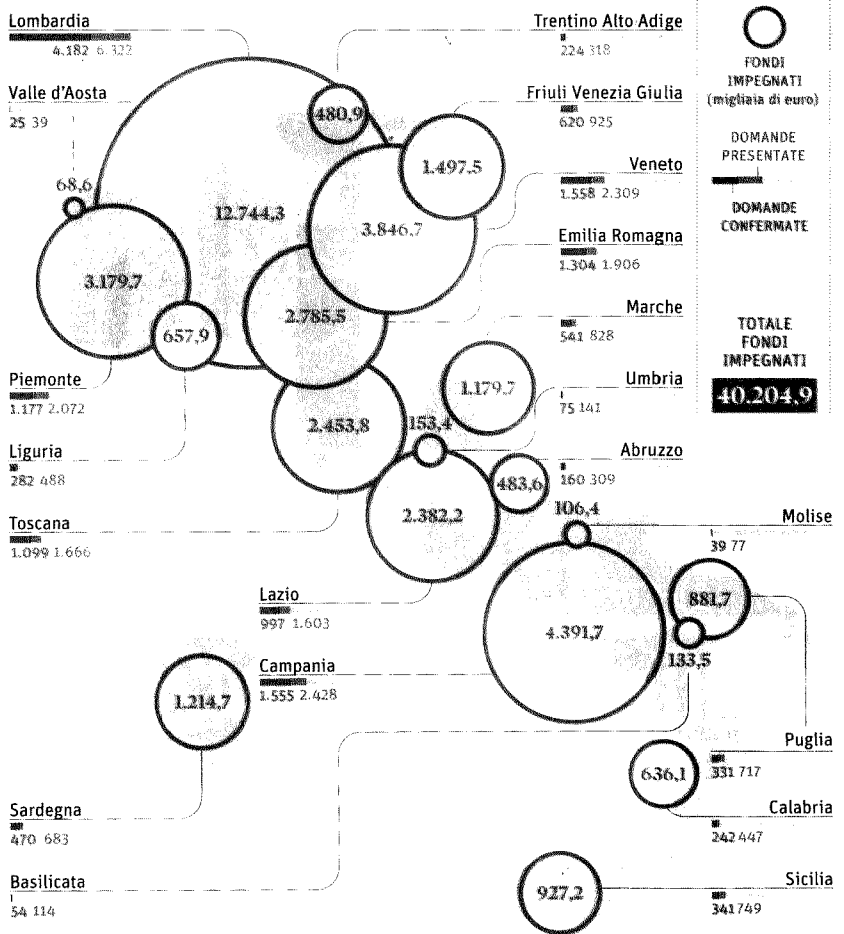 Lombardia
4.182 6.322
Valle d'Aosta
25 39
68,6
Trentino Alto Adige
224 318
480,9
Friuli Venezia Giulia
620 925
1.497,5
Veneto
1.558 2.309
12.744,3
3.846,7
Emilia Romagna
1.304 1.906
3.179,7
2.785,5
657,9
Marche
541 828
1.179,7
Piemonte
1.177 2.072
Umbria
75 141
2.453,8
153,4
Liguria
282 488
Abruzzo
160 309
483,6
Toscana
1.099 1.666
2.382,2
106,4
Molise
39 77
Lazio
997 1.603
4.391,7
881,7
133,5
Campania
1.555 2.428
1.214,7
Puglia
331 717
636,1
Sardegna
470 683
Calabria
242 447
Basilicata
54 114
927,2
Sicilia
341 749
FONDI
IMPEGNATI
(migliaia di euro)
DOMANDE
PRESENTATE
DOMANDE
CONFERMATE
TOTALE
FONDI
IMPEGNATI
40.204,9